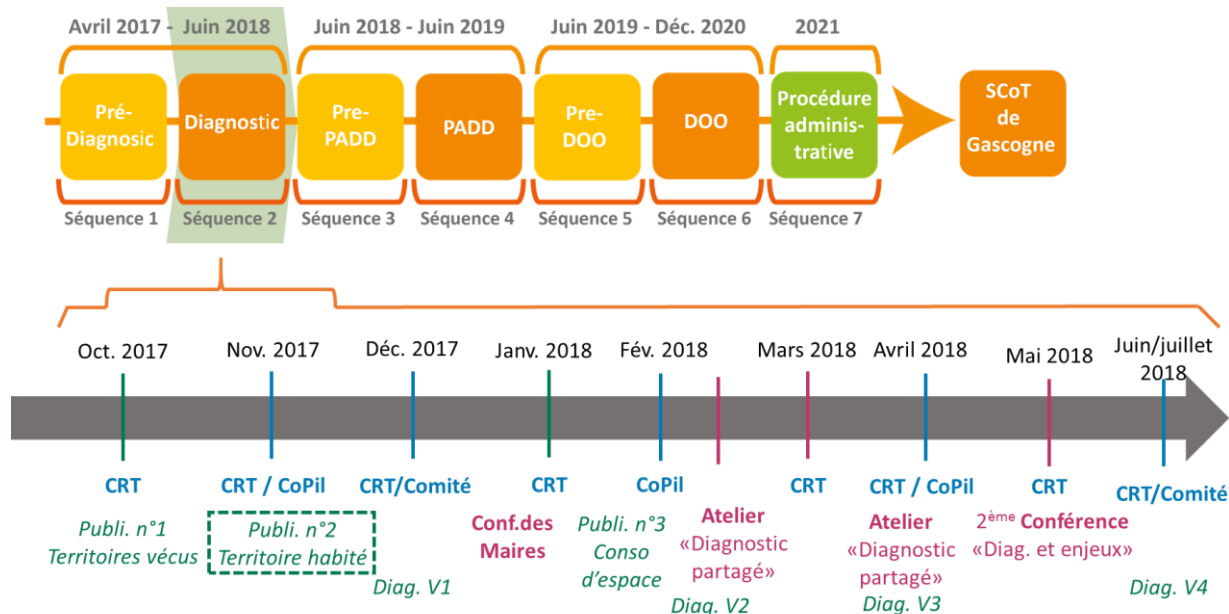 Avril 2017 - Juin 2018
Juin 2018 - Juin 2019
Juin 2019 - Déc. 2020
2021
Pré-
Diagnosic
Diagnostic
Pre-
PADD
PADD
Pre-
DOO
DOO
Procédure
adminis-
trative
SCoT
de
Gascogne
Séquence 1
Séquence 2
Séquence 3
Séquence 4
Séquence 5
Séquence 6
Séquence 7
Oct. 2017
Nov. 2017
Déc. 2017
Janv. 2018
Fév. 2018
Mars 2018
Avril 2018
Mai 2018
Juin/juillet
2018
CRT
CRT / CoPil
CRT/Comité
CRT
CoPil
CRT
CRT / CoPil
CRT
CRT/Comité
Publi. n°1
Territoires vécus
Publi. n°2
Territoire habité
Diag. V1
Conf.des
Maires
Publi. n°3
Conso
d'espace
Atelier
«Diagnostic
partagé»
Diag. V2
Atelier
«Diagnostic
partagé»
Diag. V3
2ème Conférence
«Diag. et enjeux»
Diag. V4